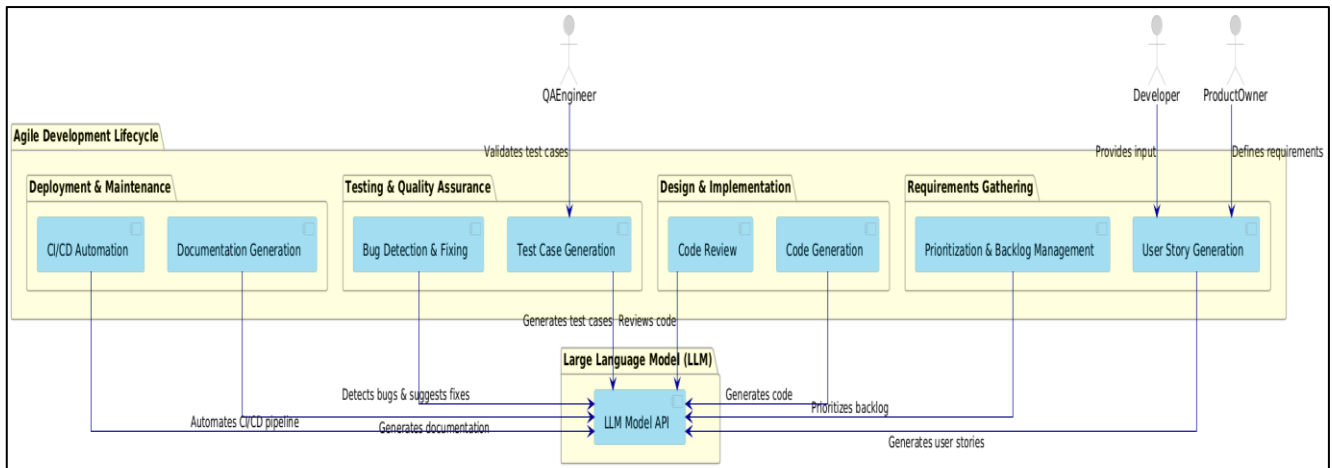 QAEngineer
Developer
ProductOwner
Agile Development Lifecycle
Validates test cases
Provides input
Defines requirements
Deployment & Maintenance
Testing & Quality Assurance
Design & Implementation
Requirements Gathering
CI/CD Automation
Documentation Generation
Bug Detection & Fixing
Test Case Generation
Code Review
Code Generation
Prioritization & Backlog Management
User Story Generation
Generates test cases
Reviews code
Large Language Model (LLM)
Detects bugs & suggests fixes
Generates code
Prioritizes backlog
Automates CI/CD pipeline
Generates documentation
LLM Model API
Generates user stories